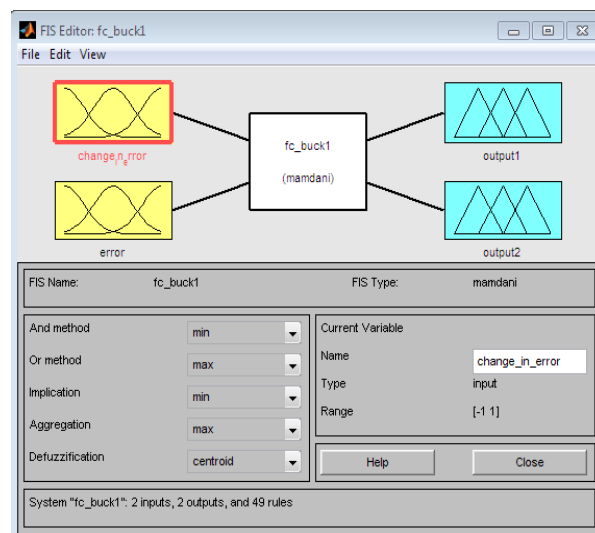 FIS Editor: fc_buck1
File Edit View
change_in_error
fc_buck1
(mamdani)
output1
error
output2
FIS Name: fc_buck1 FIS Type: mamdani
And method min
Or method max
Implication min
Aggregation max
Defuzzification centroid
Current Variable
Name change_in_error
Type input
Range [-1 1]
Help Close
System "fc_buck1": 2 inputs, 2 outputs, and 49 rules